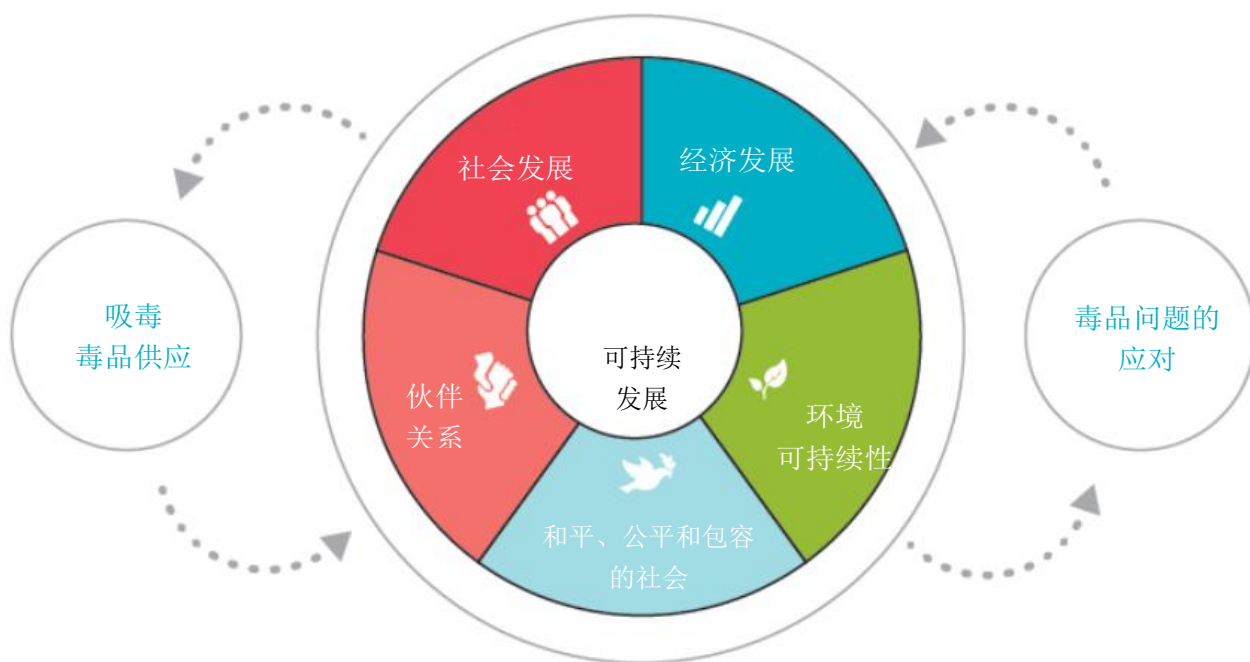 社会发展
经济发展
吸毒
毒品供应
毒品问题的
应对
可持续
发展
伙伴
关系
环境
可持续性
和平、公平和包容
的社会